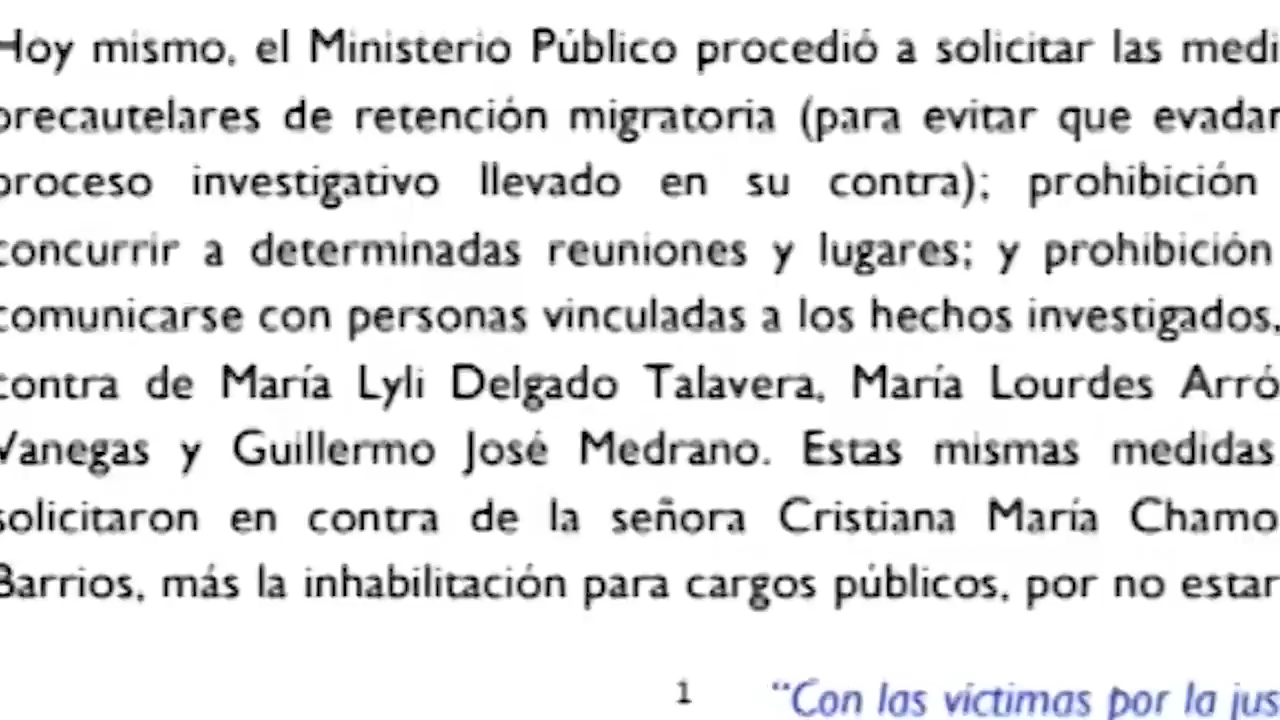 Hoy mismo, el Ministerio Público procedió a solicitar las medi
precautelares de retención migratoria (para evitar que evadan
proceso investigativo llevado en su contra); prohibición
concurrir a determinadas reuniones y lugares; y prohibición
comunicarse con personas vinculadas a los hechos investigados,
contra de María Lyli Delgado Talavera, María Lourdes Arró
Vanegas y Guillermo José Medrano. Estas mismas medidas
solicitaron en contra de la señora Cristiana María Chamo
Barrios, más la inhabilitación para cargos públicos, por no estar
1 "Con las víctimas por la jus